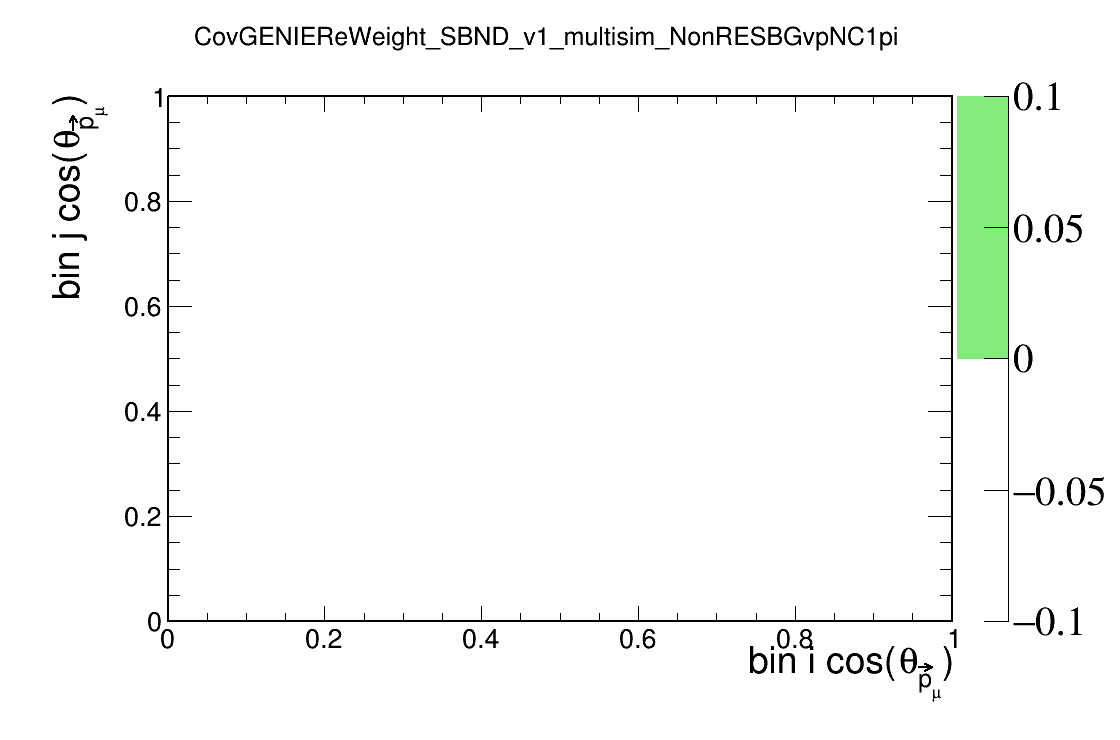 CovGENIEReWeight_SBND_v1_multisim_NonRESBGvpNC1pi
bin j cos(θ_p⃗_μ)
1
0.8
0.6
0.4
0.2
0
0 0.2 0.4 0.6 0.8 1
bin i cos(θ_p⃗_μ)
0.1
0.05
0
−0.05
−0.1